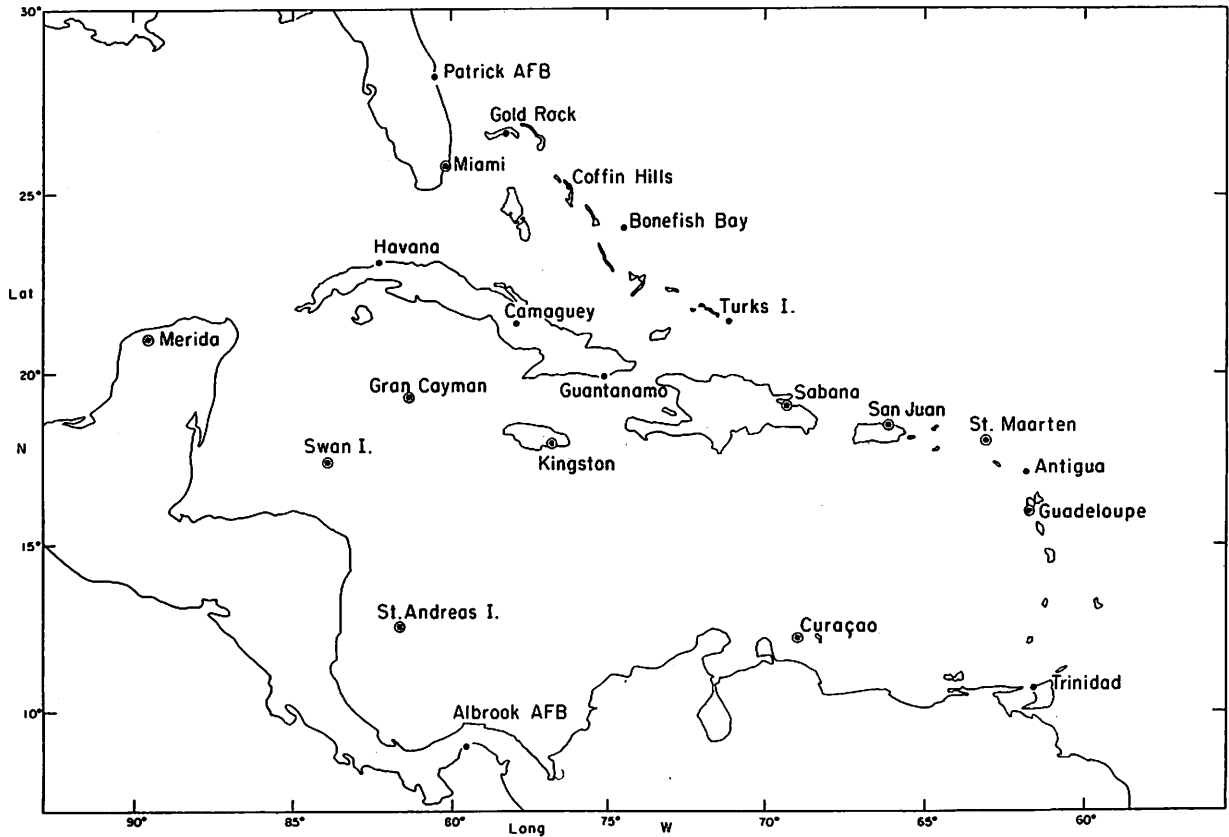 30°
Patrick AFB
Gold Rock
Miami
Coffin Hills
25°
Bonefish Bay
Havana
Lat
Camaguey
Turks I.
Merida
20°
Gran Cayman
Guantanamo
Sabana
San Juan
St. Maarten
N
Swan I.
Kingston
Antigua
Guadeloupe
15°
St. Andreas I.
Curaçao
Trinidad
10°
Albrook AFB
90° 85° 80° 75° 70° 65° 60°
Long W